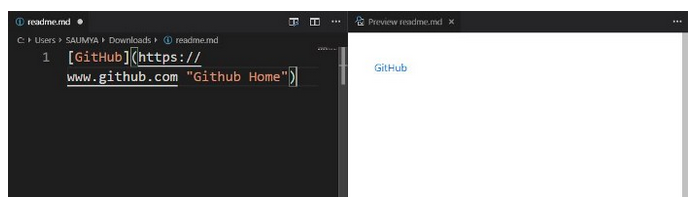 readme.md
Preview readme.md
C: > Users > SAUMYA > Downloads > readme.md
1 [GitHub](https://
www.github.com "Github Home")
GitHub